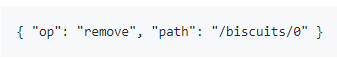 { "op": "remove", "path": "/biscuits/0" }